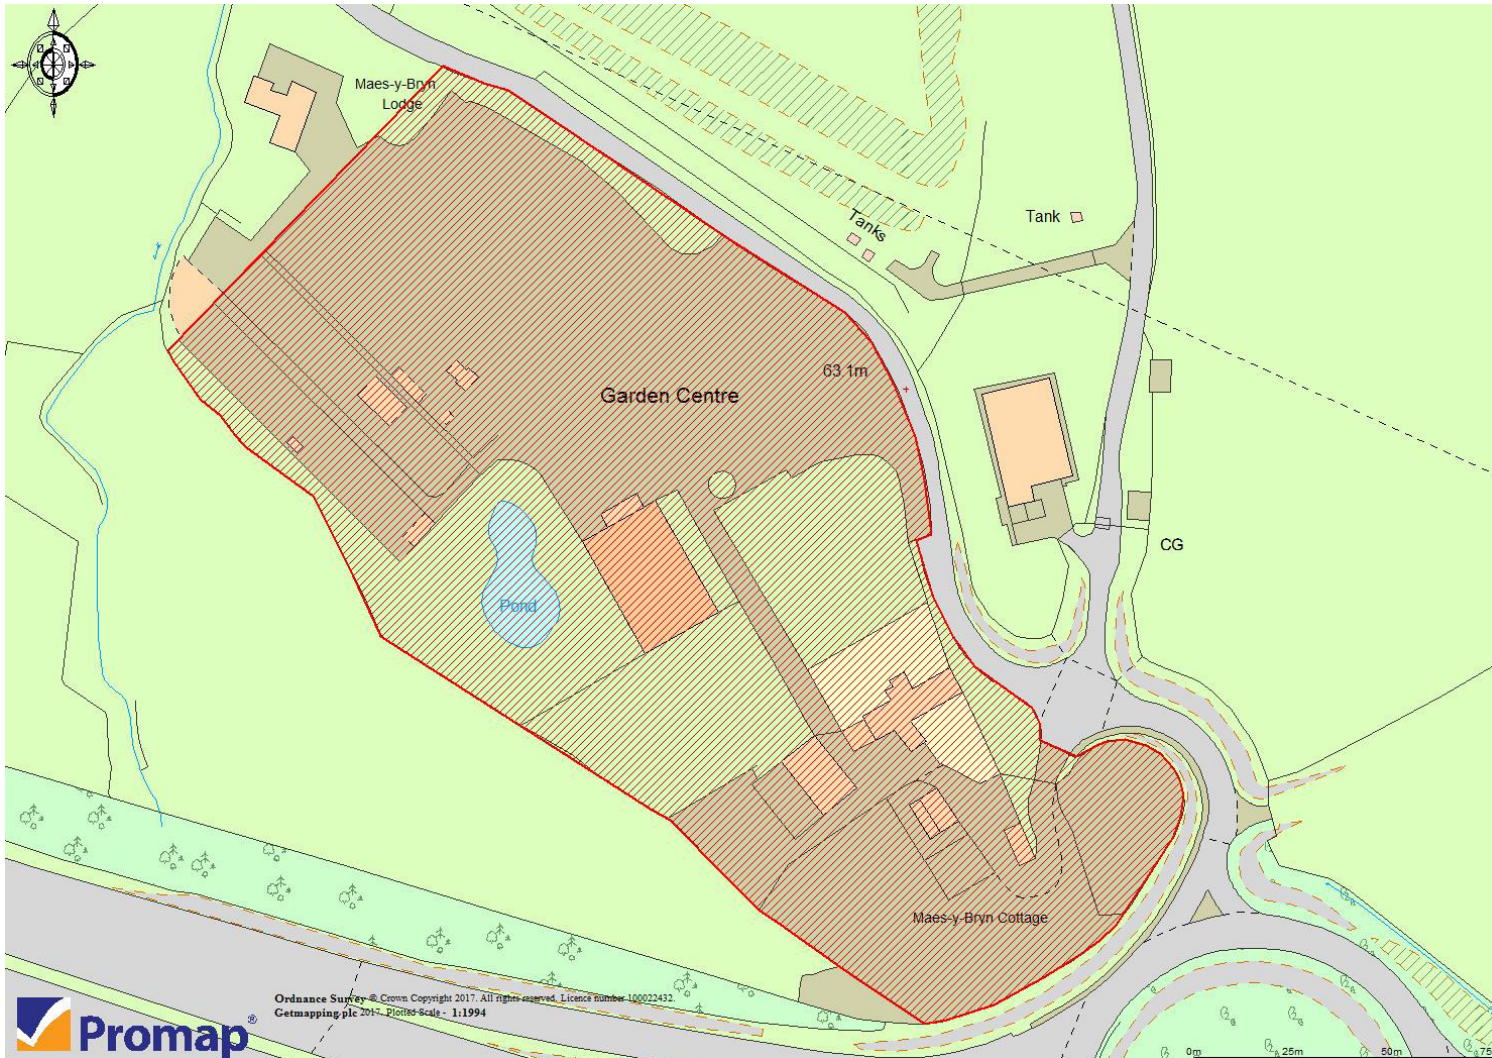 Maes-y-Bryn
Lodge
Tanks
Tank
63.1m
Garden Centre
CG
Pond
Maes-y-Bryn Cottage
Ordnance Survey © Crown Copyright 2017. All rights reserved. Licence number 100022432.
Getmapping plc 2017. Plotted Scale - 1:1994
Promap ®
0m 25m 50m 75